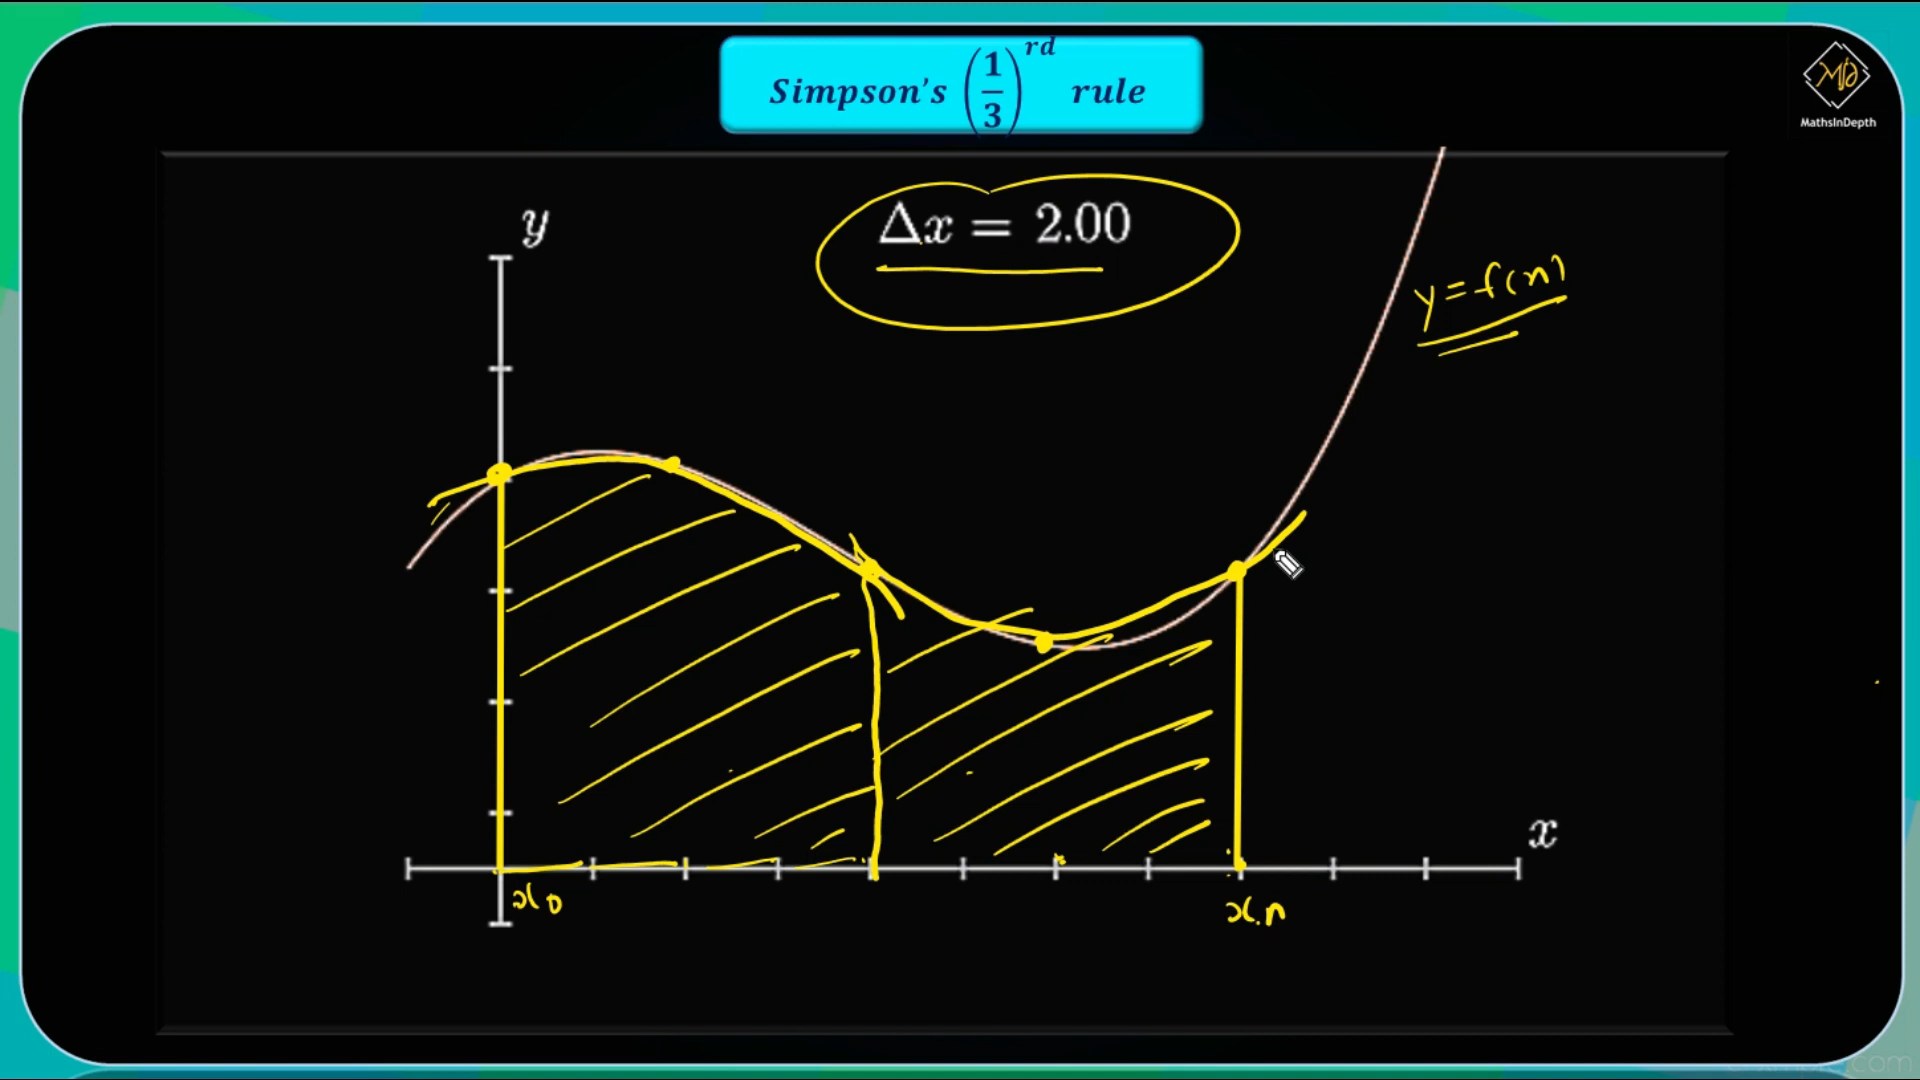 Simpson's (1/3)^rd rule
MathsInDepth
y
Δx = 2.00
y = f(x)
x
x₀
xₙ